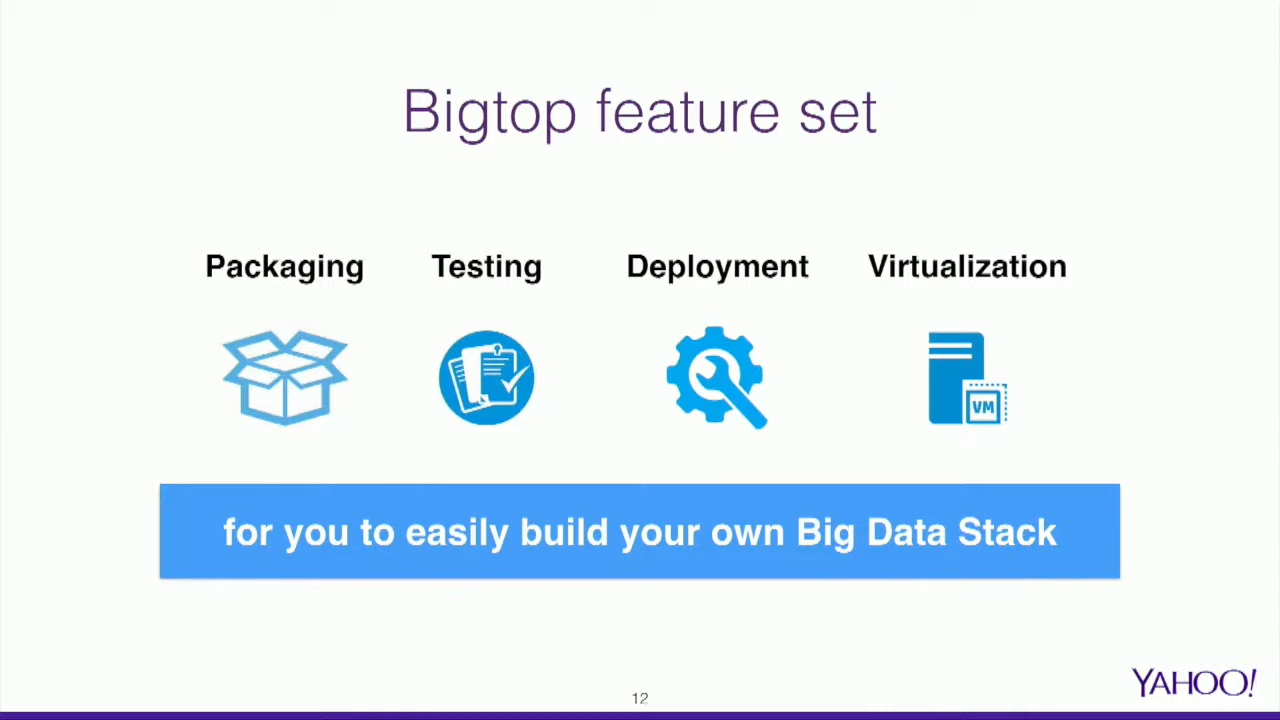 Bigtop feature set
Packaging Testing Deployment Virtualization
VM
for you to easily build your own Big Data Stack
12
YAHOO!